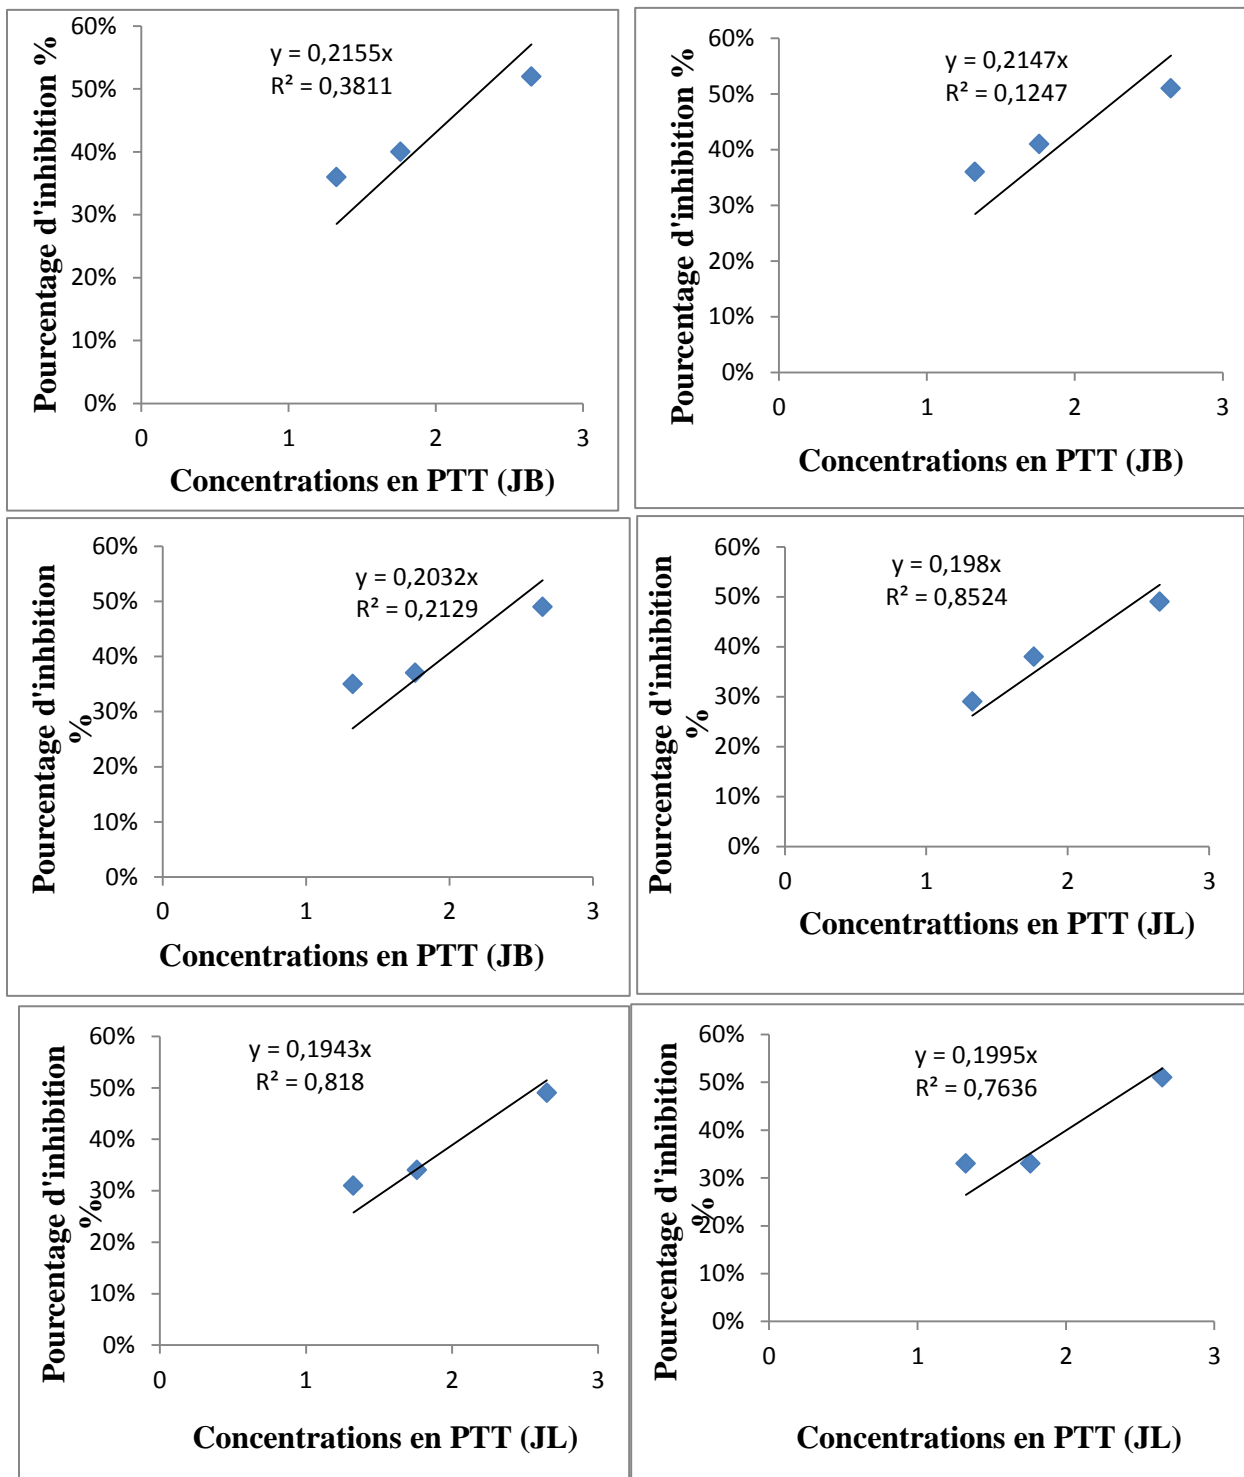 Pourcentage d'inhibition %
60%
50%
40%
30%
20%
10%
0%
y = 0,2155x
R² = 0,3811
0 1 2 3
Concentrations en PTT (JB)
Pourcentage d'inhibition %
60%
50%
40%
30%
20%
10%
0%
y = 0,2147x
R² = 0,1247
0 1 2 3
Concentrations en PTT (JB)
Pourcentage d'inhbition
%
60%
50%
40%
30%
20%
10%
0%
y = 0,2032x
R² = 0,2129
0 1 2 3
Concentrations en PTT (JB)
Pourcentage d'inhibition
%
60%
50%
40%
30%
20%
10%
0%
y = 0,198x
R² = 0,8524
0 1 2 3
Concentrattions en PTT (JL)
Pourcentage d'inhibition
%
60%
50%
40%
30%
20%
10%
0%
y = 0,1943x
R² = 0,818
0 1 2 3
Concentrations en PTT (JL)
Pourcentage d'inhibition
%
60%
50%
40%
30%
20%
10%
0%
y = 0,1995x
R² = 0,7636
0 1 2 3
Concentrations en PTT (JL)